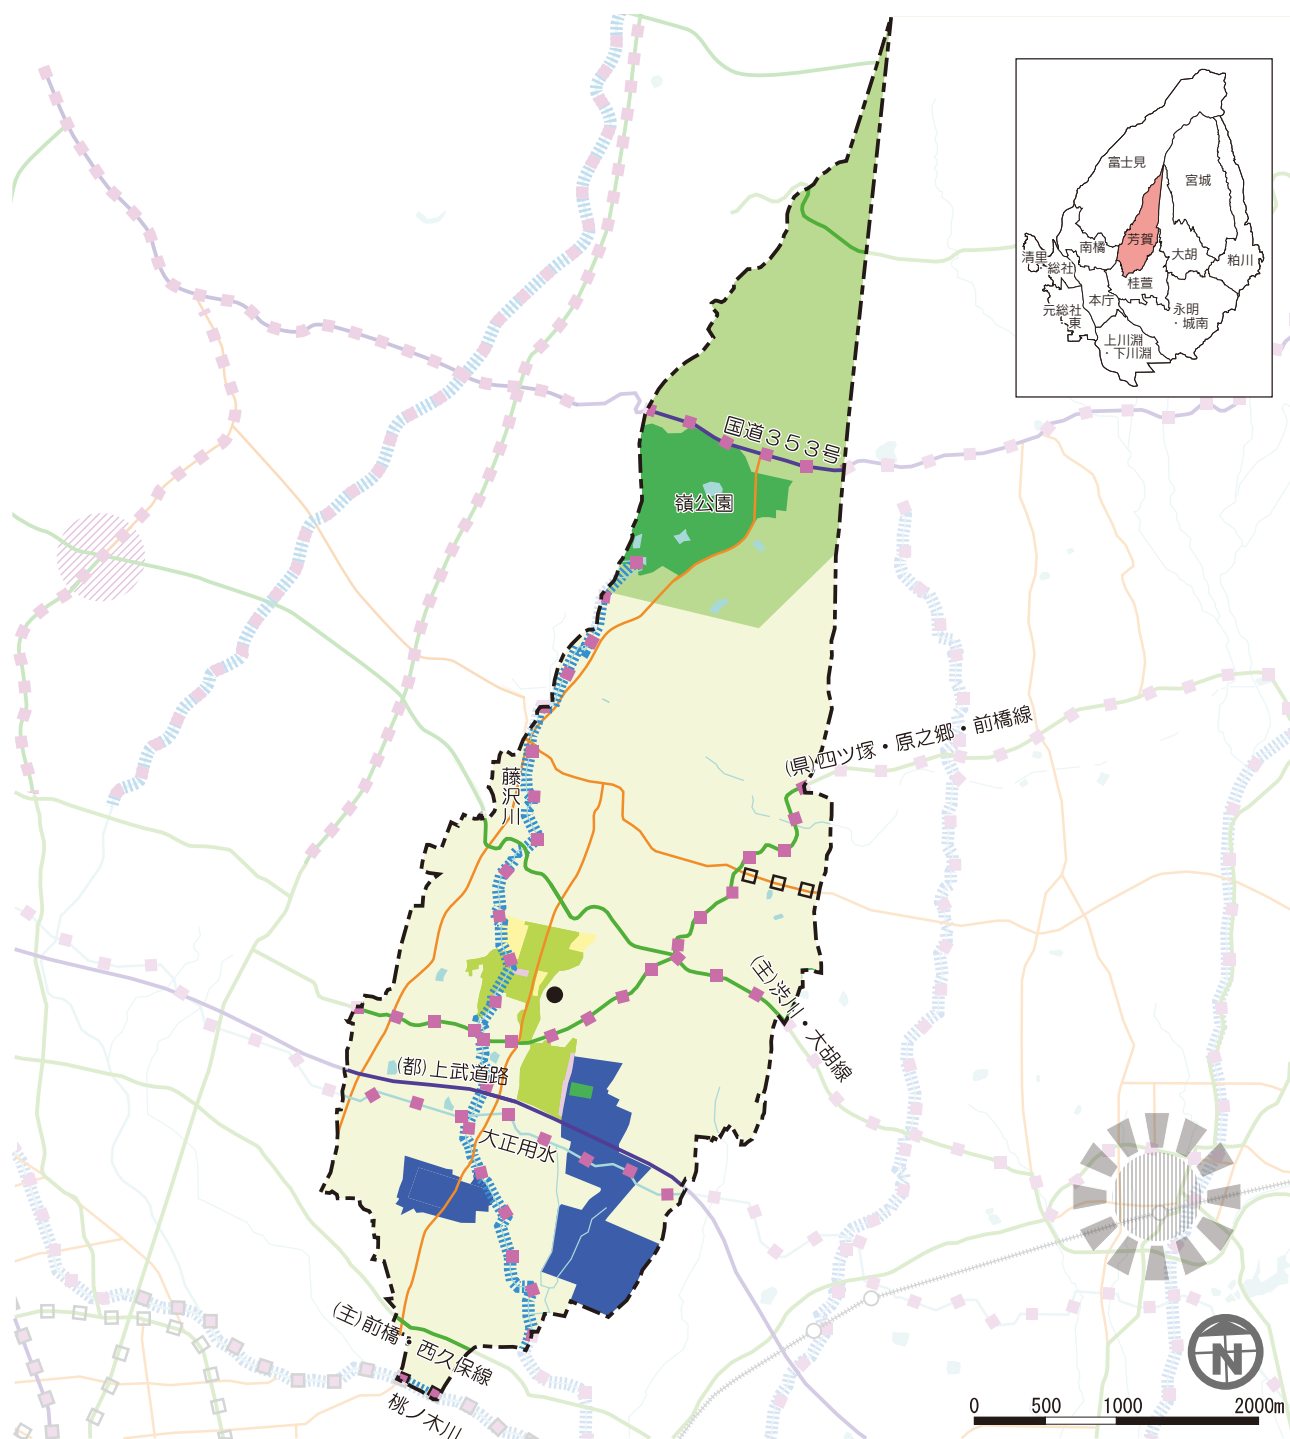 富士見
宮城
芳賀
南橘
大胡
粕川
清里
総社
桂萱
本庁
元総社
東
永明
・城南
上川淵
・下川淵
国道353号
嶺公園
(県)四ツ塚・原之郷・前橋線
藤沢川
(主)渋川・大胡線
(都)上武道路
大正用水
(主)前橋・西久保線
桃ノ木川
N
0 500 1000 2000m